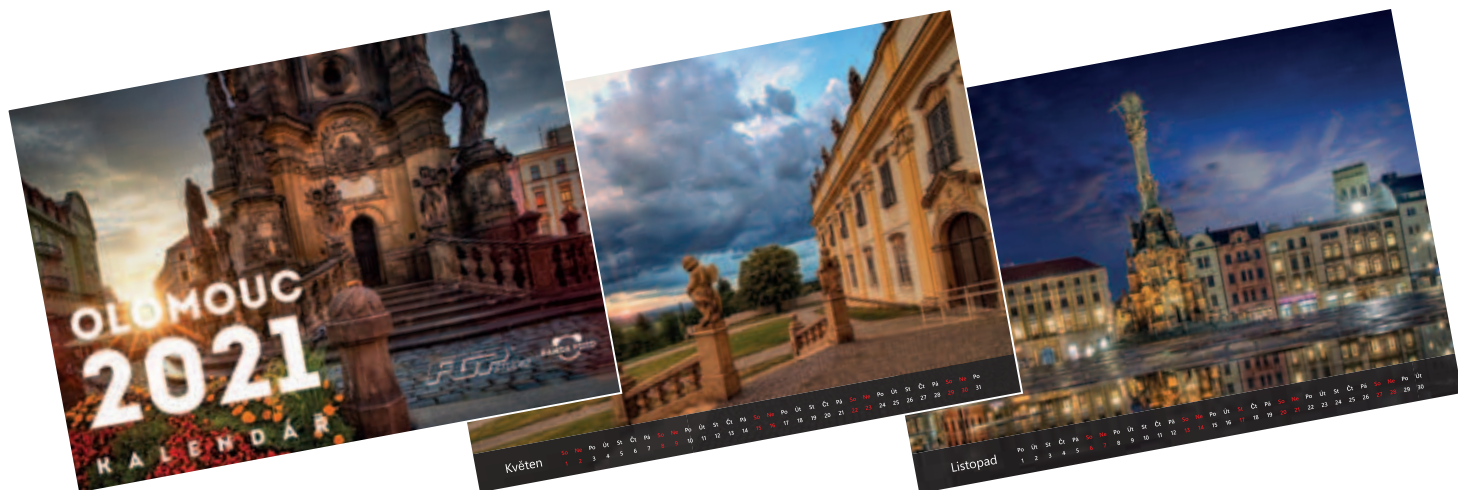 OLOMOUC
2021
KALENDÁŘ
Květen
So Ne Po Út St Čt Pá So Ne Po Út St Čt Pá So Ne Po Út St Čt Pá So Ne Po Út St Čt Pá So Ne Po
1 2 3 4 5 6 7 8 9 10 11 12 13 14 15 16 17 18 19 20 21 22 23 24 25 26 27 28 29 30 31
Listopad
Po Út St Čt Pá So Ne Po Út St Čt Pá So Ne Po Út St Čt Pá So Ne Po Út St Čt Pá So Ne Po Út
1 2 3 4 5 6 7 8 9 10 11 12 13 14 15 16 17 18 19 20 21 22 23 24 25 26 27 28 29 30